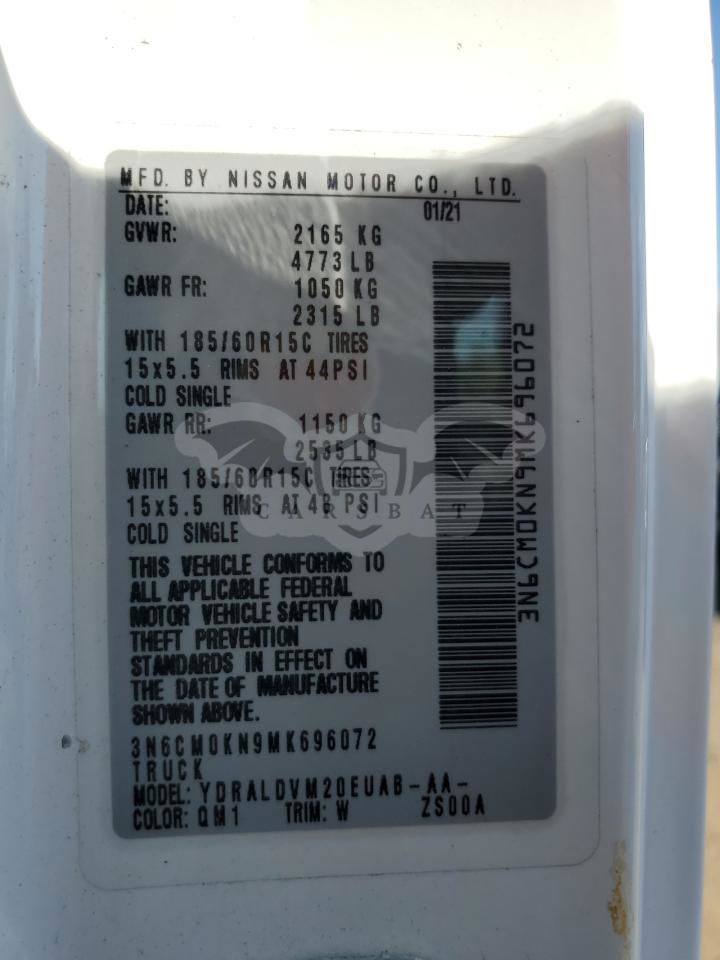 MFD. BY NISSAN MOTOR CO., LTD.
DATE: 01/21
GVWR: 2165 KG
4773 LB
GAWR FR: 1050 KG
2315 LB
WITH 185/60R15C TIRES
15x5.5 RIMS AT 44PSI
COLD SINGLE
GAWR RR: 1150 KG
2535 LB
WITH 185/60R15C TIRES
15x5.5 RIMS AT 46 PSI
COLD SINGLE
THIS VEHICLE CONFORMS TO
ALL APPLICABLE FEDERAL
MOTOR VEHICLE SAFETY AND
THEFT PREVENTION
STANDARDS IN EFFECT ON
THE DATE OF MANUFACTURE
SHOWN ABOVE.
3N6CM0KN9MK696072
TRUCK
MODEL: YDRALDVM20EUAB-AA-
COLOR: QM1 TRIM: W ZS00A
3N6CM0KN9MK696072
CARSBAT